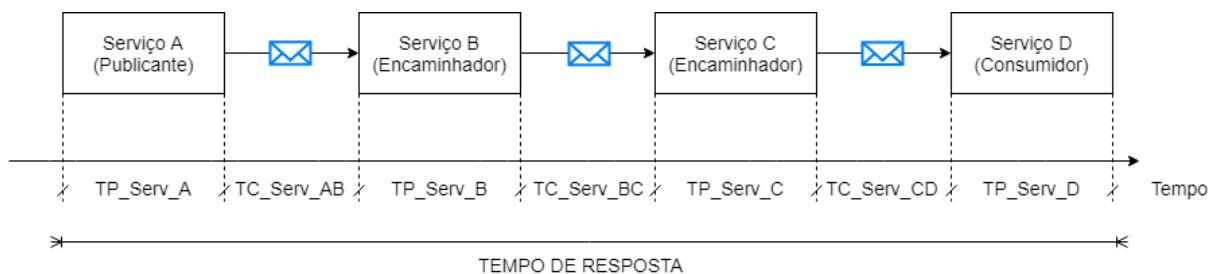 Serviço A
(Publicante)
Serviço B
(Encaminhador)
Serviço C
(Encaminhador)
Serviço D
(Consumidor)
TP_Serv_A
TC_Serv_AB
TP_Serv_B
TC_Serv_BC
TP_Serv_C
TC_Serv_CD
TP_Serv_D
Tempo
TEMPO DE RESPOSTA